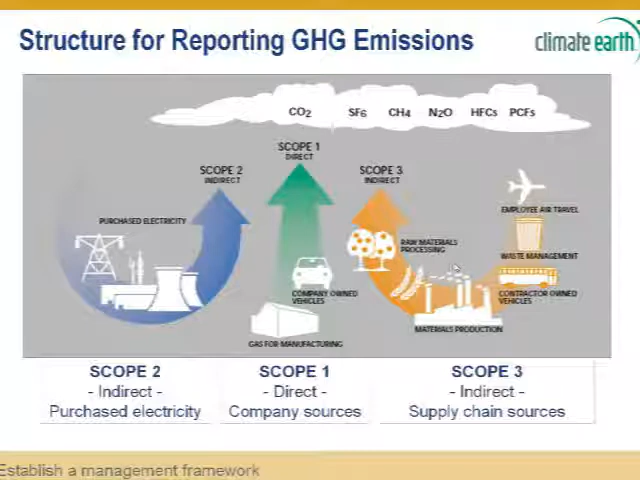 Structure for Reporting GHG Emissions
climate earth
CO2 SF6 CH4 N2O HFCs PCFs
SCOPE 1
DIRECT
SCOPE 2
INDIRECT
SCOPE 3
INDIRECT
PURCHASED ELECTRICITY
EMPLOYEE AIR TRAVEL
RAW MATERIALS
PROCESSING
WASTE MANAGEMENT
COMPANY OWNED
VEHICLES
CONTRACTOR OWNED
VEHICLES
MATERIALS PRODUCTION
GAS FOR MANUFACTURING
SCOPE 2
- Indirect -
Purchased electricity
SCOPE 1
- Direct -
Company sources
SCOPE 3
- Indirect -
Supply chain sources
Establish a management framework